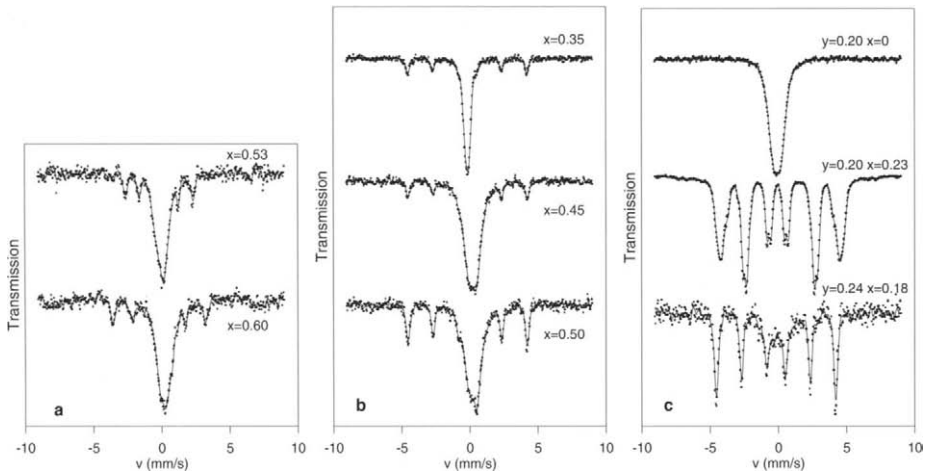 Transmission
x=0.53
x=0.60
a
-10
-5
0
5
10
v (mm/s)
Transmission
x=0.35
x=0.45
x=0.50
b
-10
-5
0
5
10
v (mm/s)
Transmission
y=0.20 x=0
y=0.20 x=0.23
y=0.24 x=0.18
c
-10
-5
0
5
10
v (mm/s)